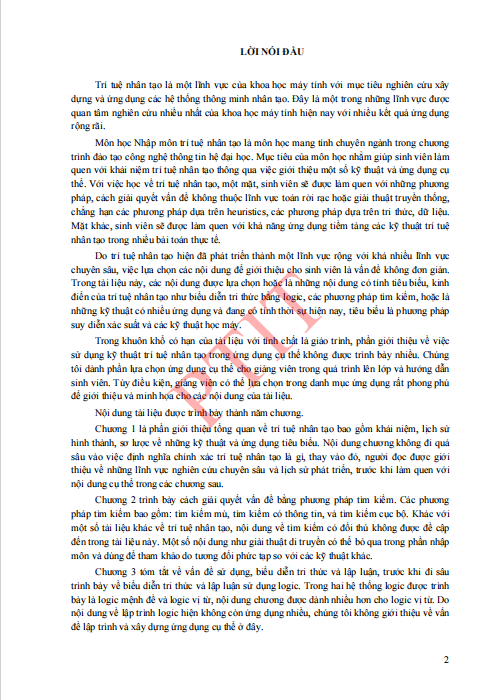 LỜI NÓI ĐẦU
Trí tuệ nhân tạo là một lĩnh vực của khoa học máy tính với mục tiêu nghiên cứu xây
dựng và ứng dụng các hệ thống thông minh nhân tạo. Đây là một trong những lĩnh vực được
quan tâm nghiên cứu nhiều nhất của khoa học máy tính hiện nay với nhiều kết quả ứng dụng
rộng rãi.
Môn học Nhập môn trí tuệ nhân tạo là môn học mang tính chuyên ngành trong chương
trình đào tạo công nghệ thông tin hệ đại học. Mục tiêu của môn học nhằm giúp sinh viên làm
quen với khái niệm trí tuệ nhân tạo thông qua việc giới thiệu một số kỹ thuật và ứng dụng cụ
thể. Với việc học về trí tuệ nhân tạo, một mặt, sinh viên sẽ được làm quen với những phương
pháp, cách giải quyết vấn đề không thuộc lĩnh vực toán rời rạc hoặc giải thuật truyền thống,
chẳng hạn các phương pháp dựa trên heuristics, các phương pháp dựa trên tri thức, dữ liệu.
Mặt khác, sinh viên sẽ được làm quen với khả năng ứng dụng tiềm tàng các kỹ thuật trí tuệ
nhân tạo trong nhiều bài toán thực tế.
Do trí tuệ nhân tạo hiện đã phát triển thành một lĩnh vực rộng với khá nhiều lĩnh vực
chuyên sâu, việc lựa chọn các nội dung để giới thiệu cho sinh viên là vấn đề không đơn giản.
Trong tài liệu này, các nội dung được lựa chọn hoặc là những nội dung có tính tiêu biểu, kinh
điển của trí tuệ nhân tạo như biểu diễn tri thức bằng logic, các phương pháp tìm kiếm, hoặc là
những kỹ thuật có nhiều ứng dụng và đang có tính thời sự hiện nay, tiêu biểu là phương pháp
suy diễn xác suất và các kỹ thuật học máy.
Trong khuôn khổ có hạn của tài liệu với tính chất là giáo trình, phần giới thiệu về việc
sử dụng kỹ thuật trí tuệ nhân tạo trong ứng dụng cụ thể không được trình bày nhiều. Chúng
tôi dành phần lựa chọn ứng dụng cụ thể cho giảng viên trong quá trình lên lớp và hướng dẫn
sinh viên. Tùy điều kiện, giảng viên có thể lựa chọn trong danh mục ứng dụng rất phong phú
để giới thiệu và minh họa cho các nội dung của tài liệu.
Nội dung tài liệu được trình bày thành năm chương.
Chương 1 là phần giới thiệu tổng quan về trí tuệ nhân tạo bao gồm khái niệm, lịch sử
hình thành, sơ lược về những kỹ thuật và ứng dụng tiêu biểu. Nội dung chương không đi quá
sâu vào việc định nghĩa chính xác trí tuệ nhân tạo là gì, thay vào đó, người đọc được giới
thiệu về những lĩnh vực nghiên cứu chuyên sâu và lịch sử phát triển, trước khi làm quen với
nội dung cụ thể trong các chương sau.
Chương 2 trình bày cách giải quyết vấn đề bằng phương pháp tìm kiếm. Các phương
pháp tìm kiếm bao gồm: tìm kiếm mù, tìm kiếm có thông tin, và tìm kiếm cục bộ. Khác với
một số tài liệu khác về trí tuệ nhân tạo, nội dung về tìm kiếm có đối thủ không được đề cập
đến trong tài liệu này. Một số nội dung như giải thuật di truyền có thể bỏ qua trong phần nhập
môn và dùng để tham khảo do tương đối phức tạp so với các kỹ thuật khác.
Chương 3 tóm tắt về vấn đề sử dụng, biểu diễn tri thức và lập luận, trước khi đi sâu
trình bày về biểu diễn tri thức và lập luận sử dụng logic. Trong hai hệ thống logic được trình
bày là logic mệnh đề và logic vị từ, nội dung chương được dành nhiều hơn cho logic vị từ. Do
nội dung về lập trình logic hiện không còn ứng dụng nhiều, chúng tôi không giới thiệu về vấn
đề lập trình và xây dựng ứng dụng cụ thể ở đây.
PTIT
2